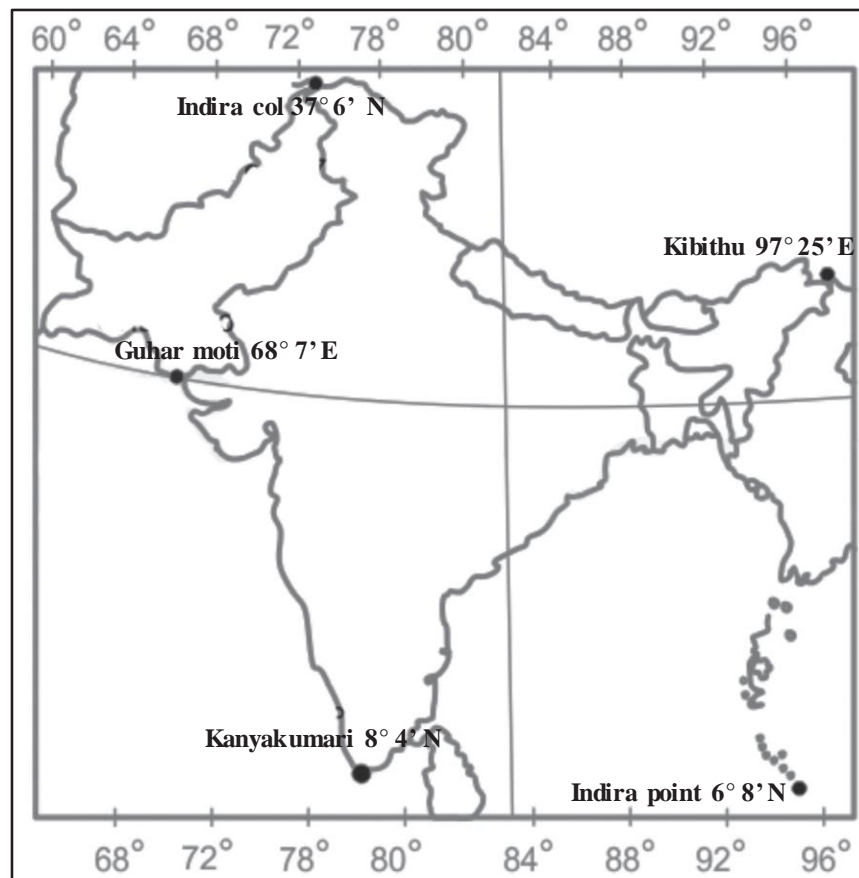 60° 64° 68° 72° 78° 82° 84° 88° 92° 96°
Indira col 37° 6’ N
Kibithu 97° 25’ E
Guhar moti 68° 7’ E
Kanyakumari 8° 4’ N
Indira point 6° 8’ N
68° 72° 78° 80° 84° 88° 92° 96°